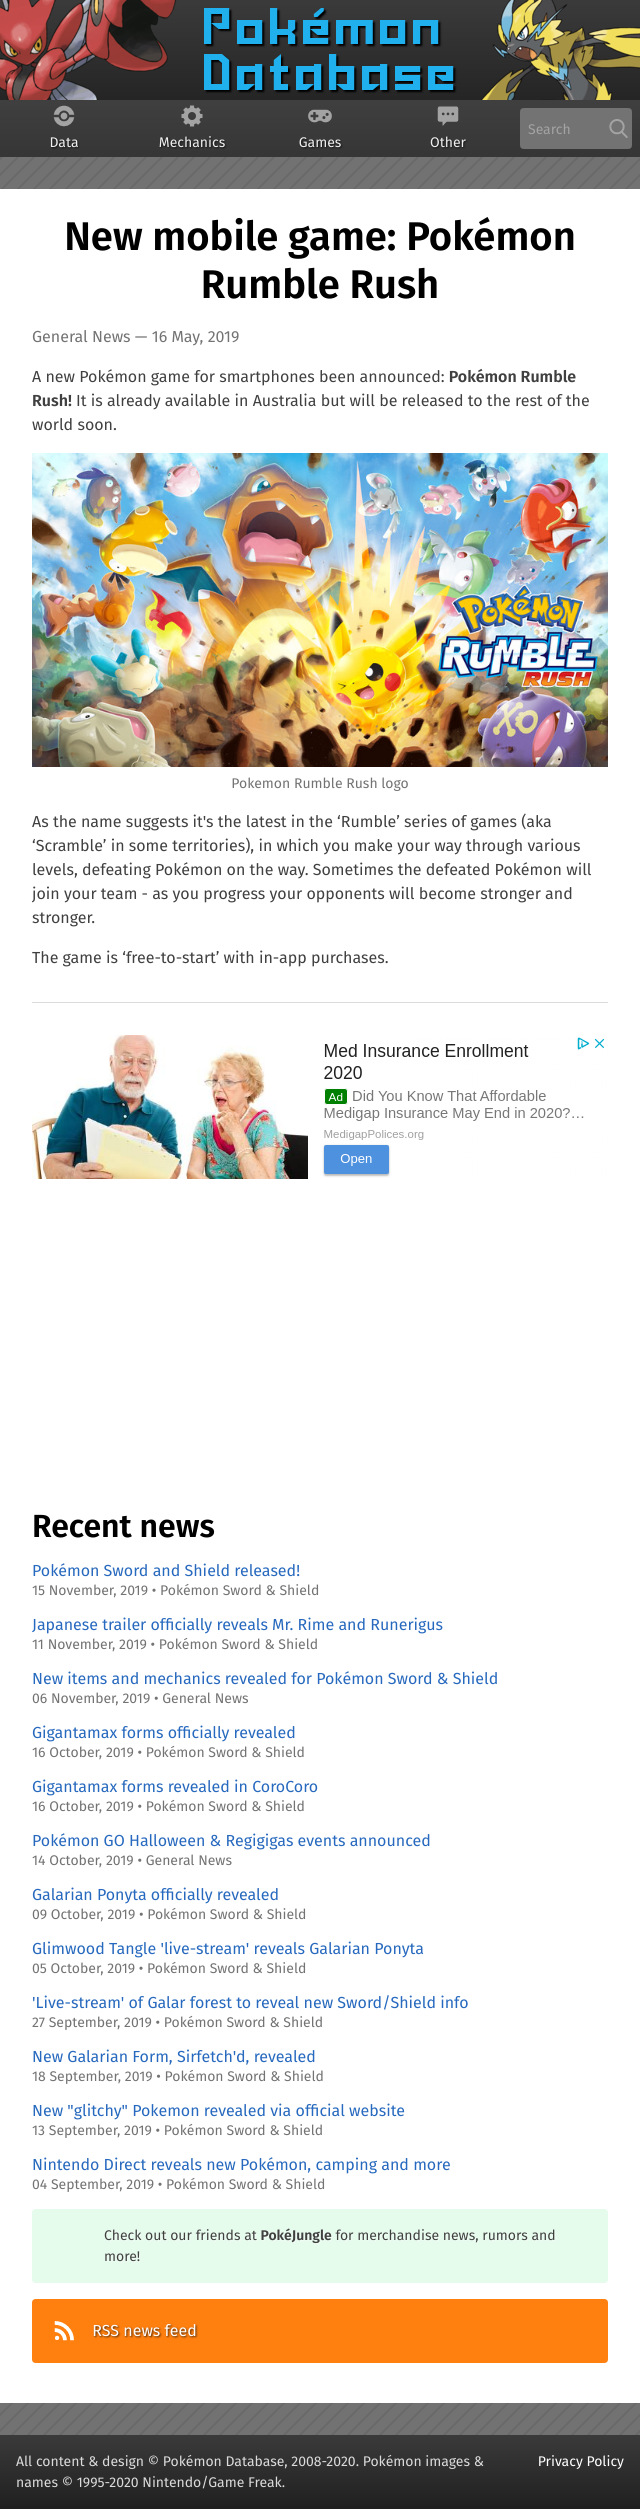 Pokémon
Database
Data
Mechanics
Games
Other
Search
New mobile game: Pokémon
Rumble Rush
General News — 16 May, 2019
A new Pokémon game for smartphones been announced: Pokémon Rumble
Rush! It is already available in Australia but will be released to the rest of the
world soon.
POKéMON
RUMBLE
RUSH
Pokemon Rumble Rush logo
As the name suggests it's the latest in the ‘Rumble’ series of games (aka
‘Scramble’ in some territories), in which you make your way through various
levels, defeating Pokémon on the way. Sometimes the defeated Pokémon will
join your team - as you progress your opponents will become stronger and
stronger.
The game is ‘free-to-start’ with in-app purchases.
Med Insurance Enrollment
2020
Ad Did You Know That Affordable
Medigap Insurance May End in 2020?…
MedigapPolices.org
Open
Recent news
Pokémon Sword and Shield released!
15 November, 2019 • Pokémon Sword & Shield
Japanese trailer officially reveals Mr. Rime and Runerigus
11 November, 2019 • Pokémon Sword & Shield
New items and mechanics revealed for Pokémon Sword & Shield
06 November, 2019 • General News
Gigantamax forms officially revealed
16 October, 2019 • Pokémon Sword & Shield
Gigantamax forms revealed in CoroCoro
16 October, 2019 • Pokémon Sword & Shield
Pokémon GO Halloween & Regigigas events announced
14 October, 2019 • General News
Galarian Ponyta officially revealed
09 October, 2019 • Pokémon Sword & Shield
Glimwood Tangle 'live-stream' reveals Galarian Ponyta
05 October, 2019 • Pokémon Sword & Shield
'Live-stream' of Galar forest to reveal new Sword/Shield info
27 September, 2019 • Pokémon Sword & Shield
New Galarian Form, Sirfetch'd, revealed
18 September, 2019 • Pokémon Sword & Shield
New "glitchy" Pokemon revealed via official website
13 September, 2019 • Pokémon Sword & Shield
Nintendo Direct reveals new Pokémon, camping and more
04 September, 2019 • Pokémon Sword & Shield
Check out our friends at PokéJungle for merchandise news, rumors and
more!
RSS news feed
All content & design © Pokémon Database, 2008-2020. Pokémon images &
names © 1995-2020 Nintendo/Game Freak.
Privacy Policy